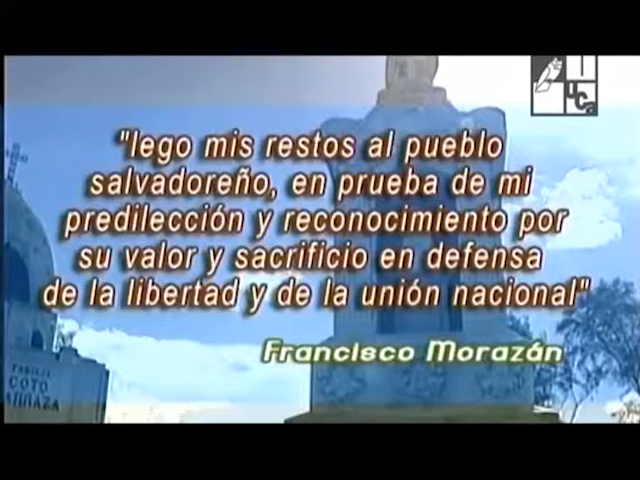 "lego mis restos al pueblo
salvadoreño, en prueba de mi
predilección y reconocimiento por
su valor y sacrificio en defensa
de la libertad y de la unión nacional"
Francisco Morazán
UCa
COTO